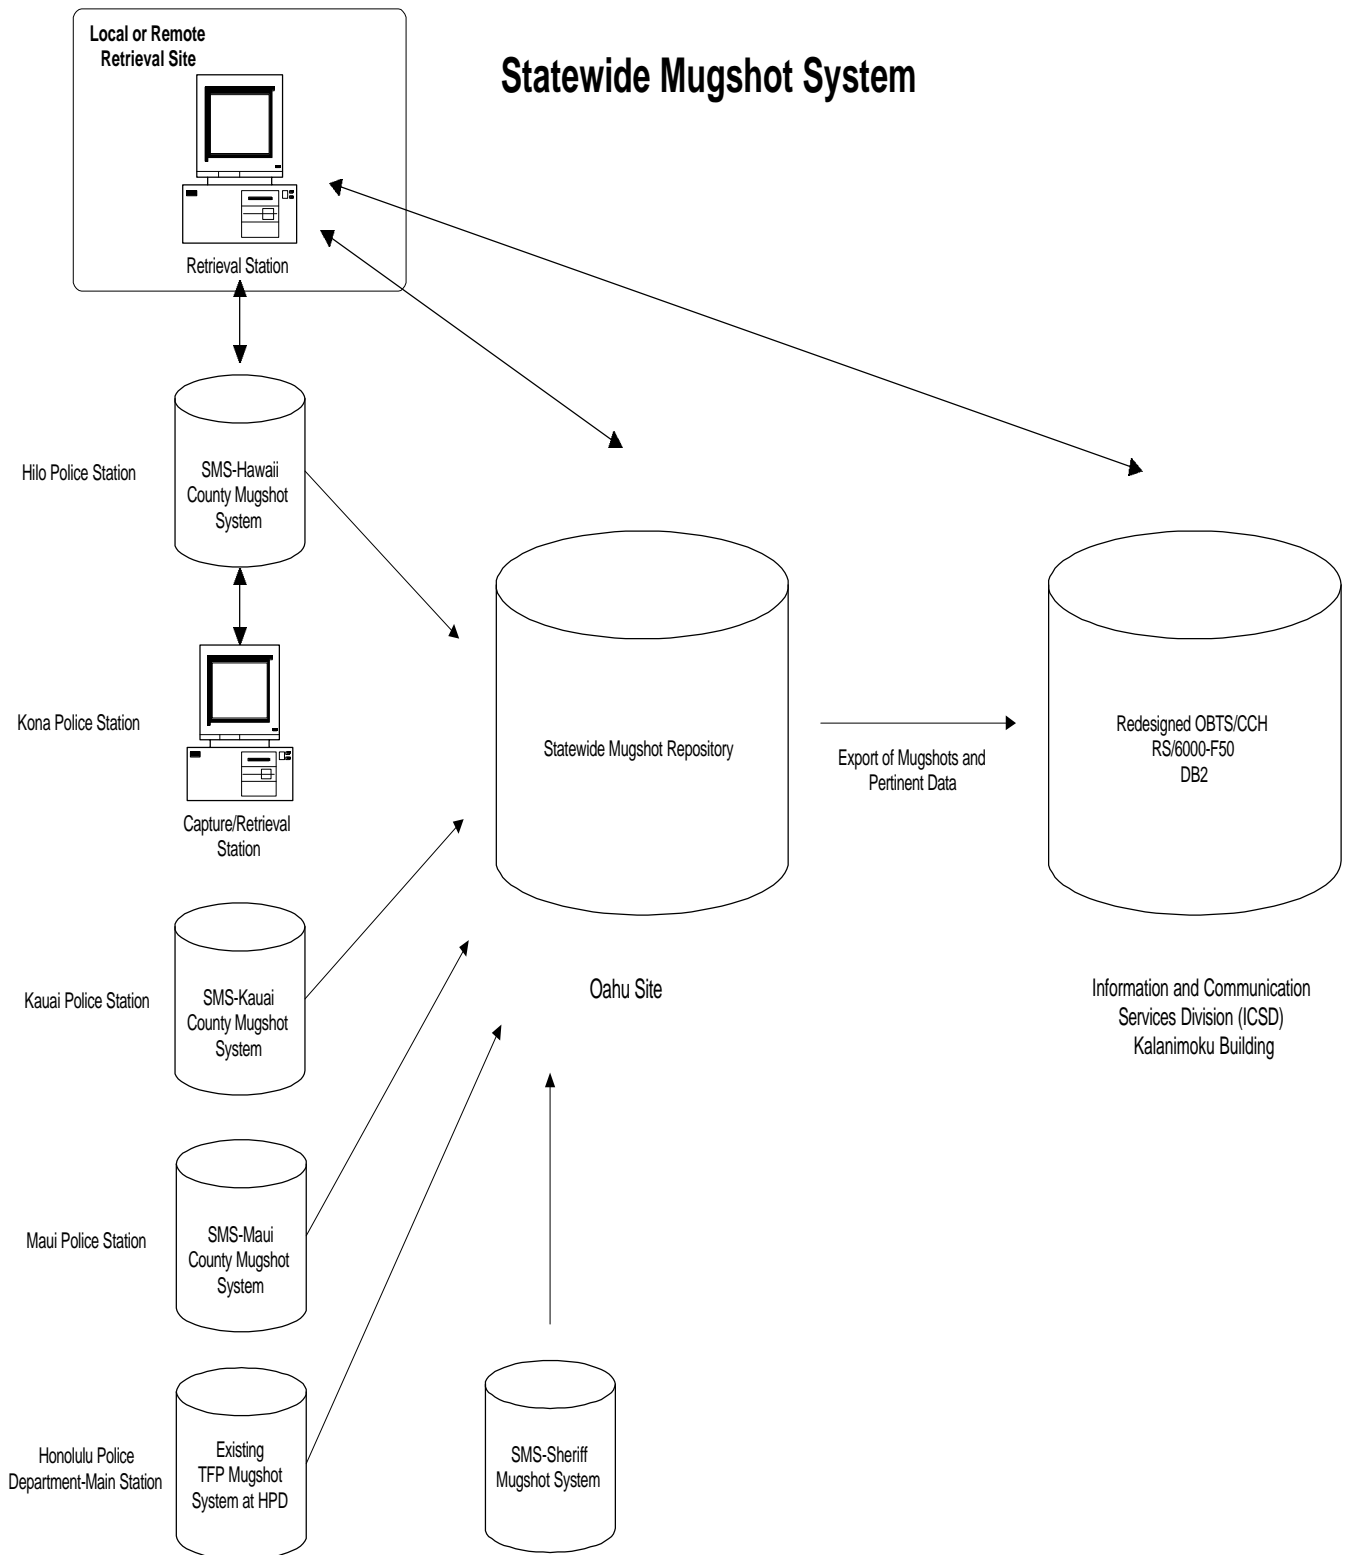 Local or Remote
Retrieval Site
Statewide Mugshot System
Retrieval Station
Hilo Police Station
SMS-Hawaii
County Mugshot
System
Kona Police Station
Capture/Retrieval
Station
Statewide Mugshot Repository
Export of Mugshots and
Pertinent Data
Redesigned OBTS/CCH
RS/6000-F50
DB2
Kauai Police Station
SMS-Kauai
County Mugshot
System
Oahu Site
Information and Communication
Services Division (ICSD)
Kalanimoku Building
Maui Police Station
SMS-Maui
County Mugshot
System
Honolulu Police
Department-Main Station
Existing
TFP Mugshot
System at HPD
SMS-Sheriff
Mugshot System